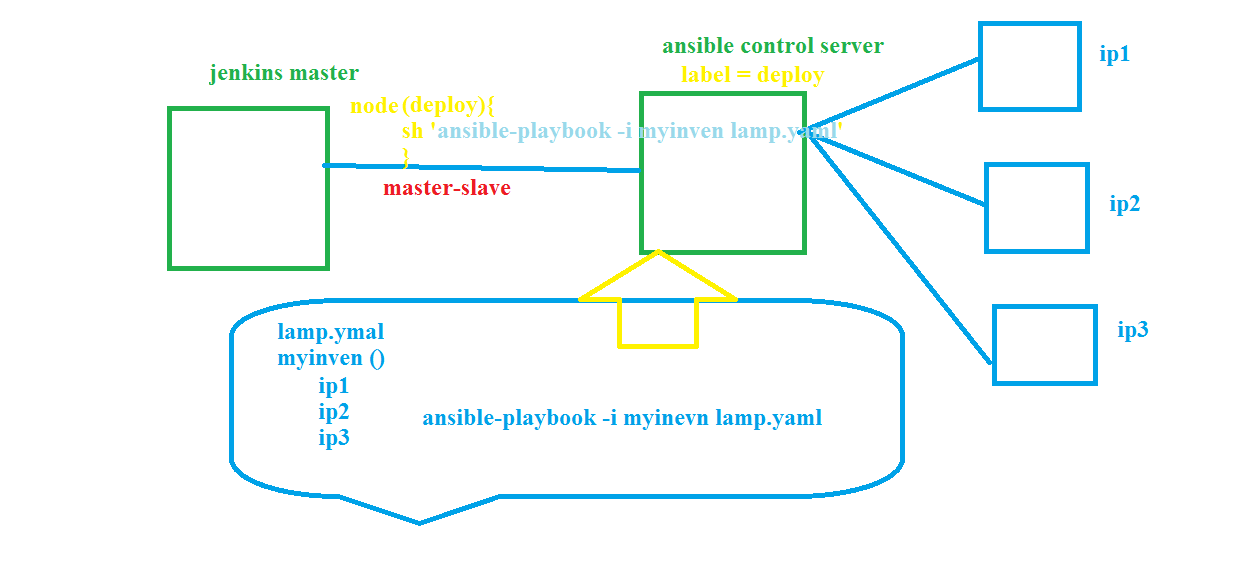 jenkins master
node (deploy){
sh 'ansible-playbook -i myinven lamp.yaml'
}
master-slave
ansible control server
label = deploy
ip1
ip2
ip3
lamp.ymal
myinven ()
ip1
ip2
ip3
ansible-playbook -i myinevn lamp.yaml